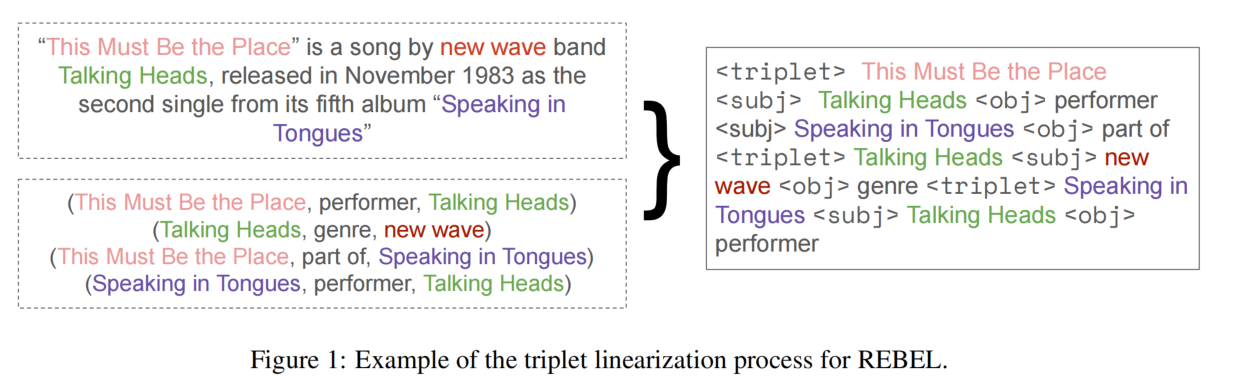 “This Must Be the Place” is a song by new wave band
Talking Heads, released in November 1983 as the
second single from its fifth album “Speaking in
Tongues”
(This Must Be the Place, performer, Talking Heads)
(Talking Heads, genre, new wave)
(This Must Be the Place, part of, Speaking in Tongues)
(Speaking in Tongues, performer, Talking Heads)
}
<triplet> This Must Be the Place
<subj> Talking Heads <obj> performer
<subj> Speaking in Tongues <obj> part of
<triplet> Talking Heads <subj> new
wave <obj> genre <triplet> Speaking in
Tongues <subj> Talking Heads <obj>
performer
Figure 1: Example of the triplet linearization process for REBEL.